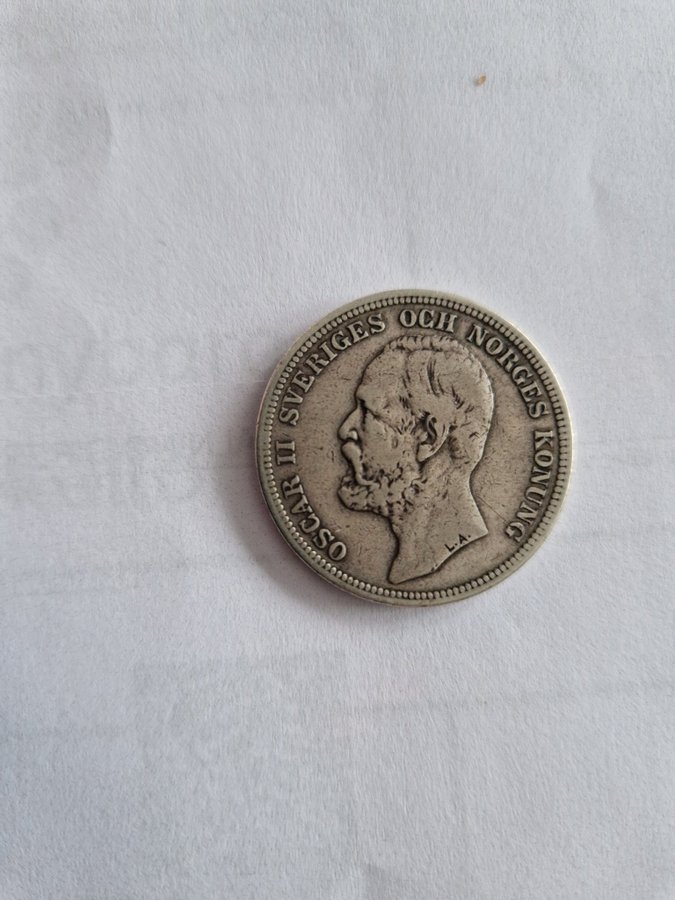 OSCAR II SVERIGES OCH NORGES KONUNG
L.A.